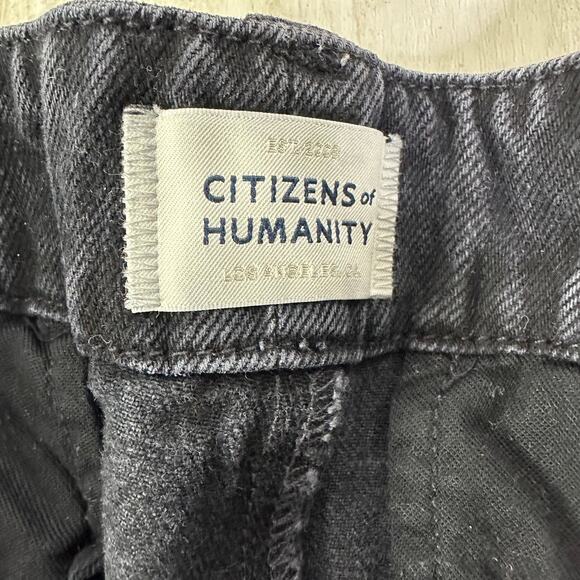 EST. 2003
CITIZENS of
HUMANITY
LOS ANGELES, CA